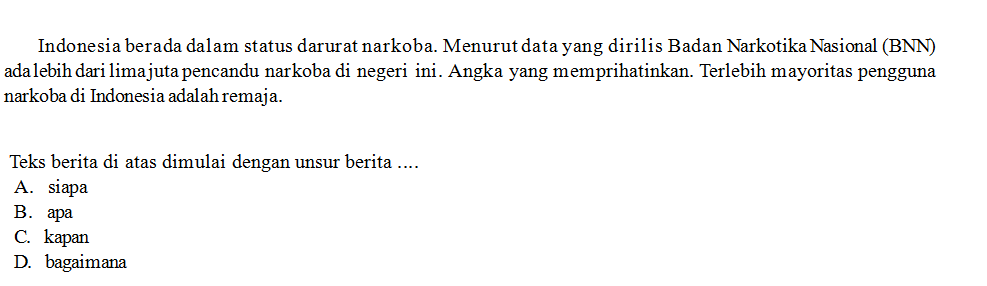 Indonesia berada dalam status darurat narkoba. Menurut data yang dirilis Badan Narkotika Nasional (BNN)
ada lebih dari lima juta pencandu narkoba di negeri ini. Angka yang memprihatinkan. Terlebih mayoritas pengguna
narkoba di Indonesia adalah remaja.
Teks berita di atas dimulai dengan unsur berita ....
A. siapa
B. apa
C. kapan
D. bagaimana